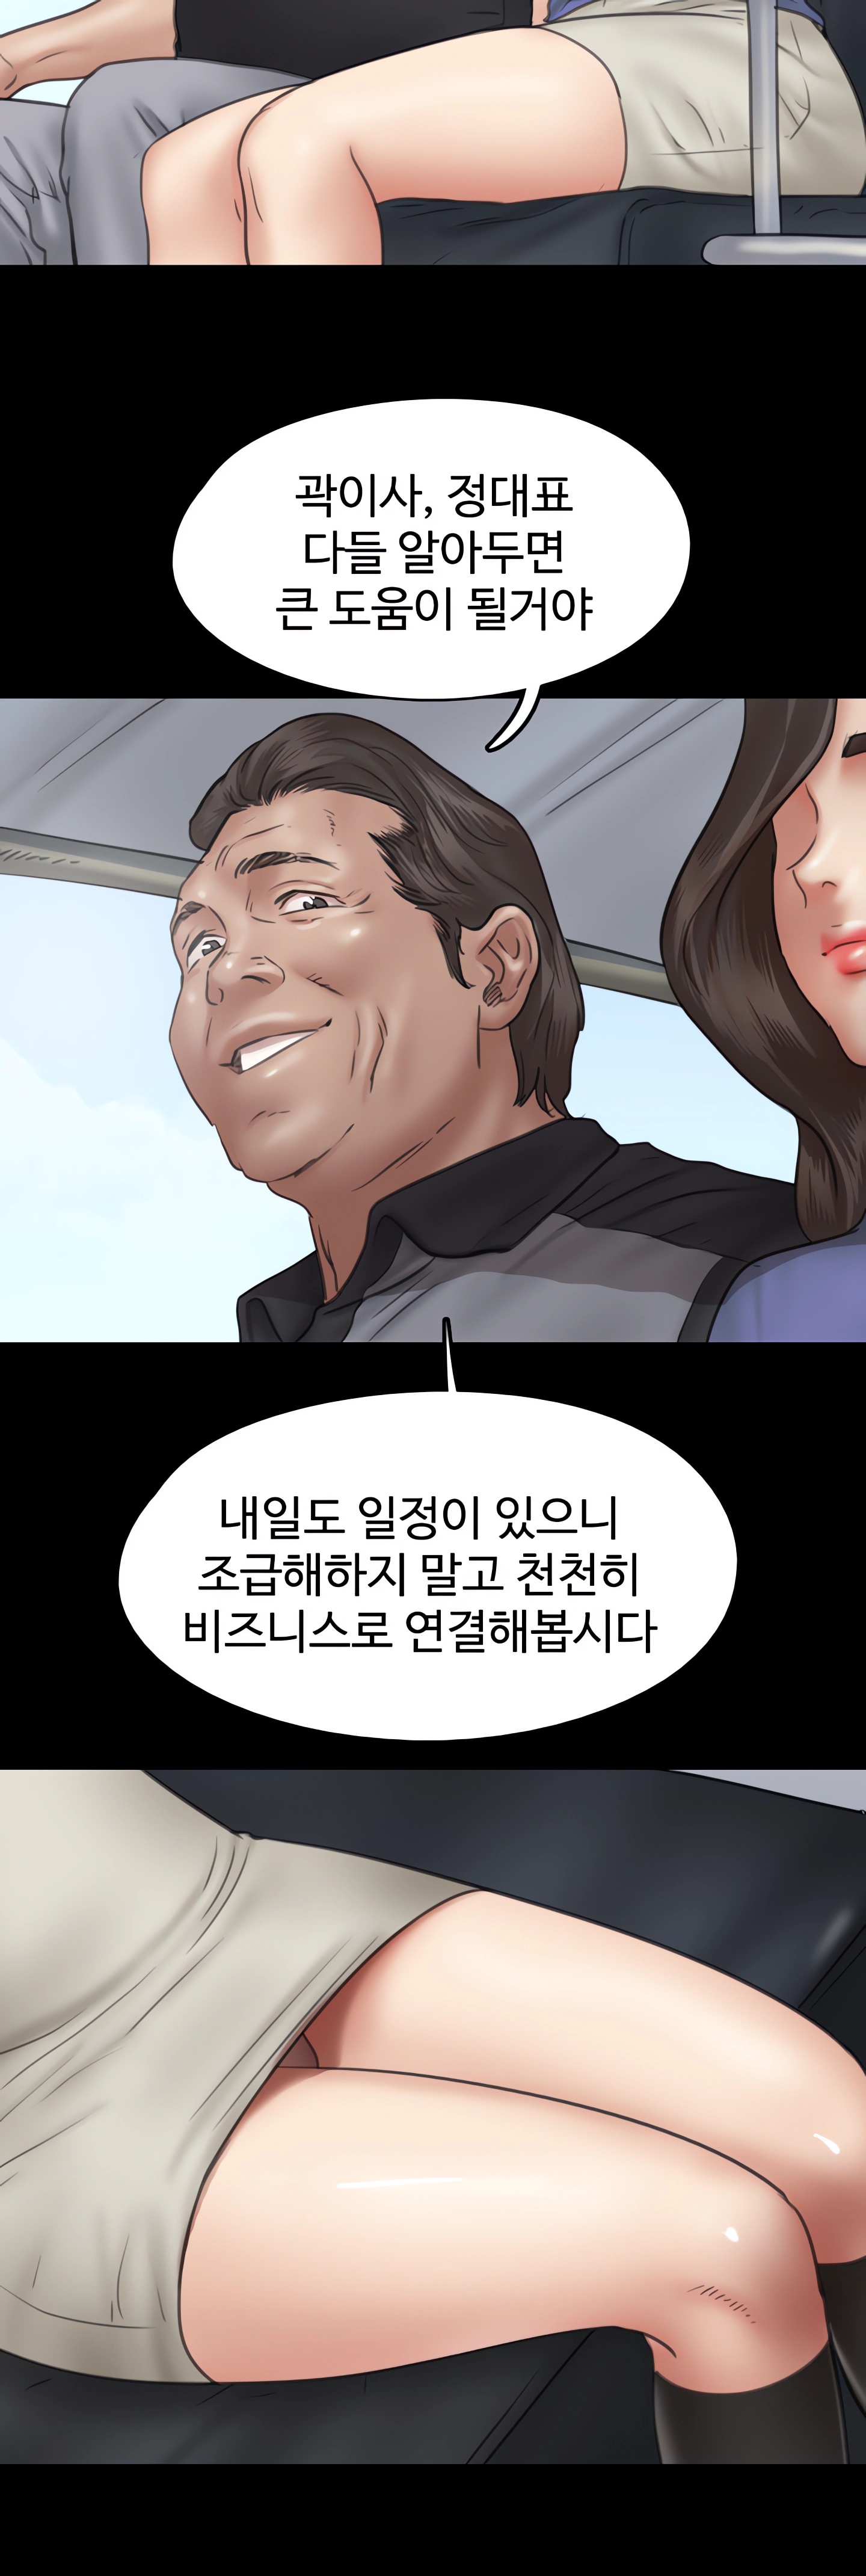 곽이사, 정대표
다들 알아두면
큰 도움이 될거야
내일도 일정이 있으니
조급해하지 말고 천천히
비즈니스로 연결해봅시다